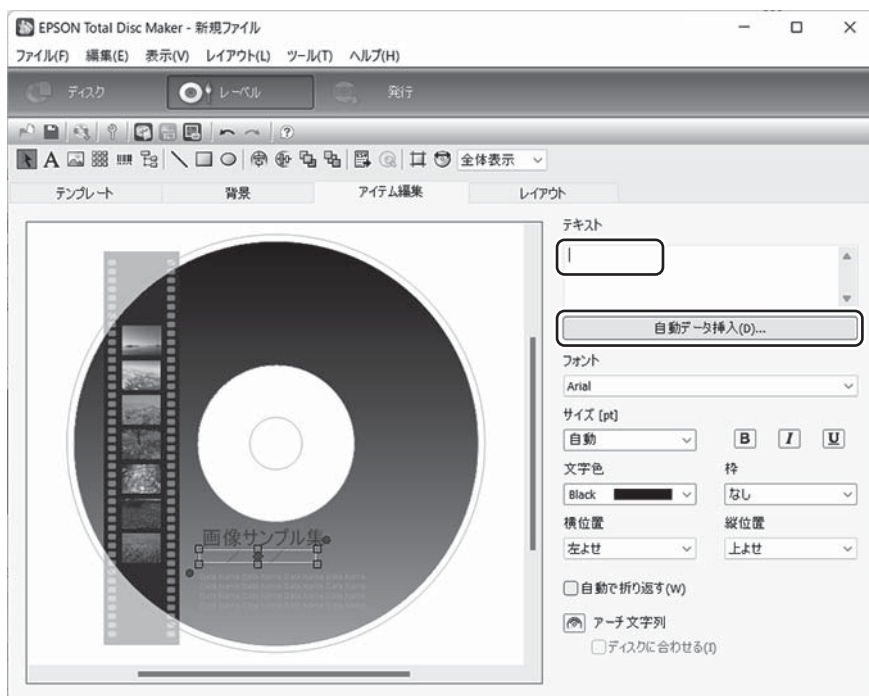 EPSON Total Disc Maker - 新規ファイル
ファイル(F) 編集(E) 表示(V) レイアウト(L) ツール(T) ヘルプ(H)
ディスク レーベル 発行
A 全体表示
テンプレート 背景 アイテム編集 レイアウト
テキスト
自動データ挿入(D)...
フォント
Arial
サイズ [pt]
自動 B I U
文字色 枠
Black なし
横位置 縦位置
左よせ 上よせ
自動で折り返す(W)
アーチ文字列
ディスクに合わせる(I)
画像サンプル集